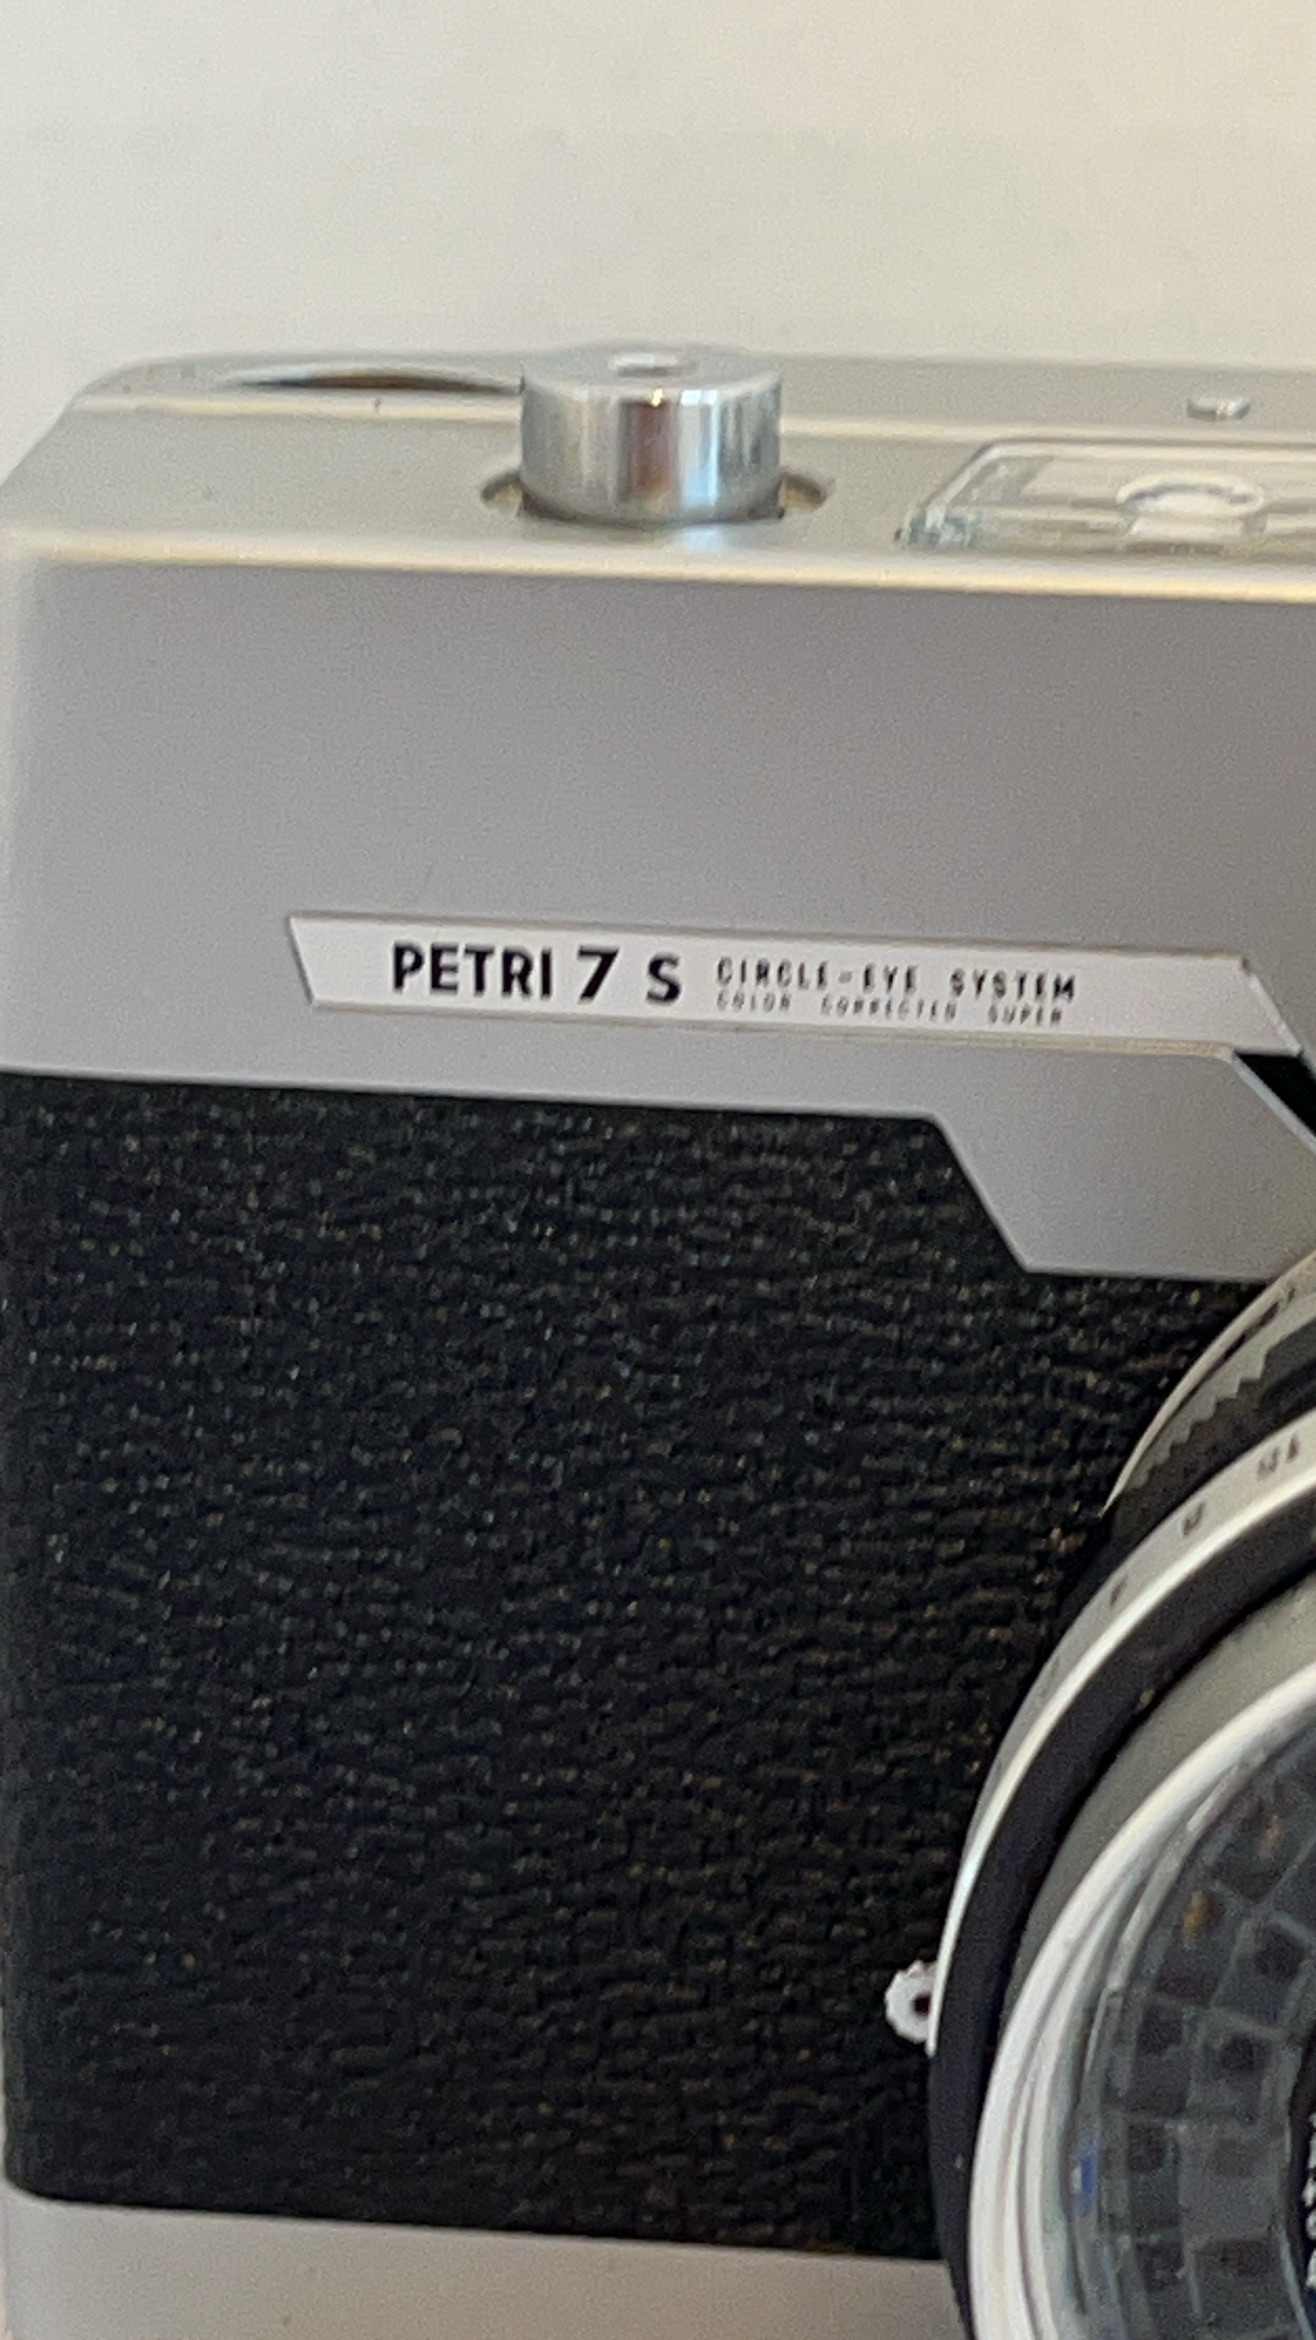 PETRI 7 S CIRCLE-EYE SYSTEM
COLOR CORRECTED SUPER